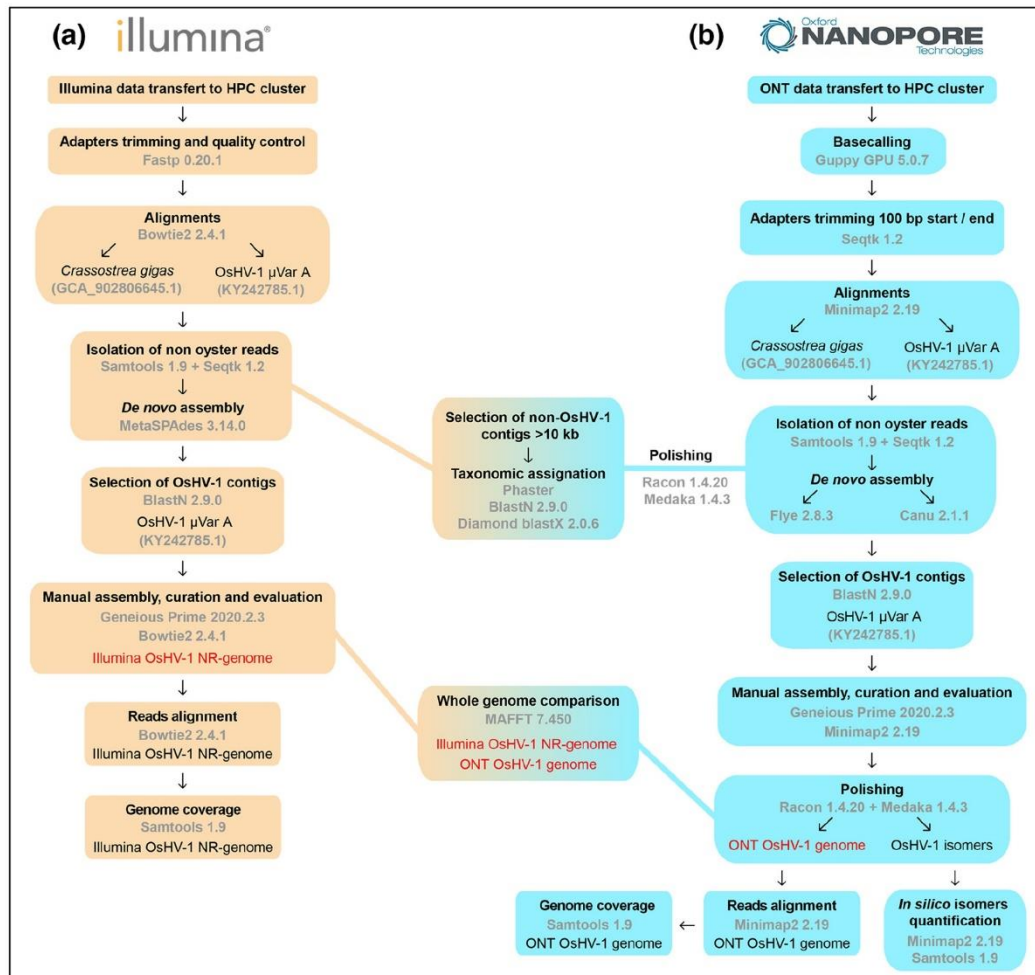 (a) illumina®
Illumina data transfert to HPC cluster
Adapters trimming and quality control
Fastp 0.20.1
Alignments
Bowtie2 2.4.1
Crassostrea gigas
(GCA_902806645.1)
OsHV-1 µVar A
(KY242785.1)
Isolation of non oyster reads
Samtools 1.9 + Seqtk 1.2
De novo assembly
MetaSPAdes 3.14.0
Selection of OsHV-1 contigs
BlastN 2.9.0
OsHV-1 µVar A
(KY242785.1)
Manual assembly, curation and evaluation
Geneious Prime 2020.2.3
Bowtie2 2.4.1
Illumina OsHV-1 NR-genome
Reads alignment
Bowtie2 2.4.1
Illumina OsHV-1 NR-genome
Genome coverage
Samtools 1.9
Illumina OsHV-1 NR-genome
Selection of non-OsHV-1
contigs >10 kb
Taxonomic assignation
Phaster
BlastN 2.9.0
Diamond blastX 2.0.6
Polishing
Racon 1.4.20
Medaka 1.4.3
Whole genome comparison
MAFFT 7.450
Illumina OsHV-1 NR-genome
ONT OsHV-1 genome
(b)
Oxford
NANOPORE
Technologies
ONT data transfert to HPC cluster
Basecalling
Guppy GPU 5.0.7
Adapters trimming 100 bp start / end
Seqtk 1.2
Alignments
Minimap2 2.19
Crassostrea gigas
(GCA_902806645.1)
OsHV-1 µVar A
(KY242785.1)
Isolation of non oyster reads
Samtools 1.9 + Seqtk 1.2
De novo assembly
Flye 2.8.3
Canu 2.1.1
Selection of OsHV-1 contigs
BlastN 2.9.0
OsHV-1 µVar A
(KY242785.1)
Manual assembly, curation and evaluation
Geneious Prime 2020.2.3
Minimap2 2.19
Polishing
Racon 1.4.20 + Medaka 1.4.3
ONT OsHV-1 genome
OsHV-1 isomers
Genome coverage
Samtools 1.9
ONT OsHV-1 genome
Reads alignment
Minimap2 2.19
ONT OsHV-1 genome
In silico isomers
quantification
Minimap2 2.19
Samtools 1.9